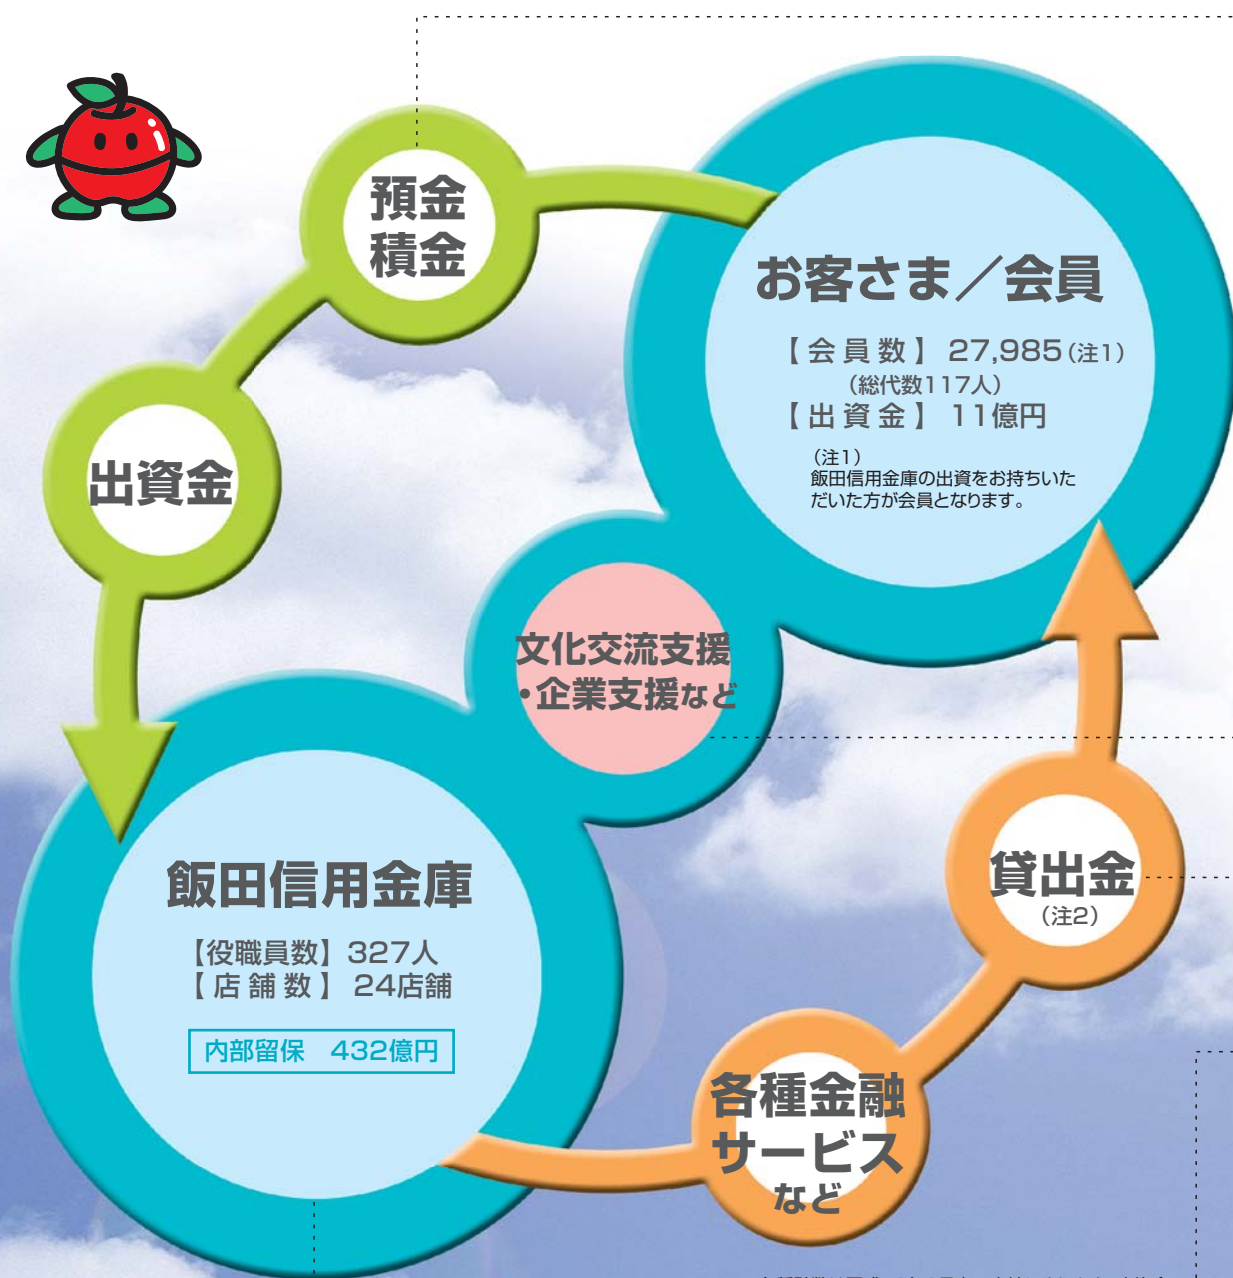 預金
積金
お客さま／会員
【会員数】 27,985(注1)
(総代数117人)
【出資金】 11億円
(注1)
飯田信用金庫の出資をお持ちいた
だいた方が会員となります。
出資金
文化交流支援
・企業支援など
飯田信用金庫
【役職員数】 327人
【店舗数】 24店舗
内部留保 432億円
貸出金
(注2)
各種金融
サービス
など